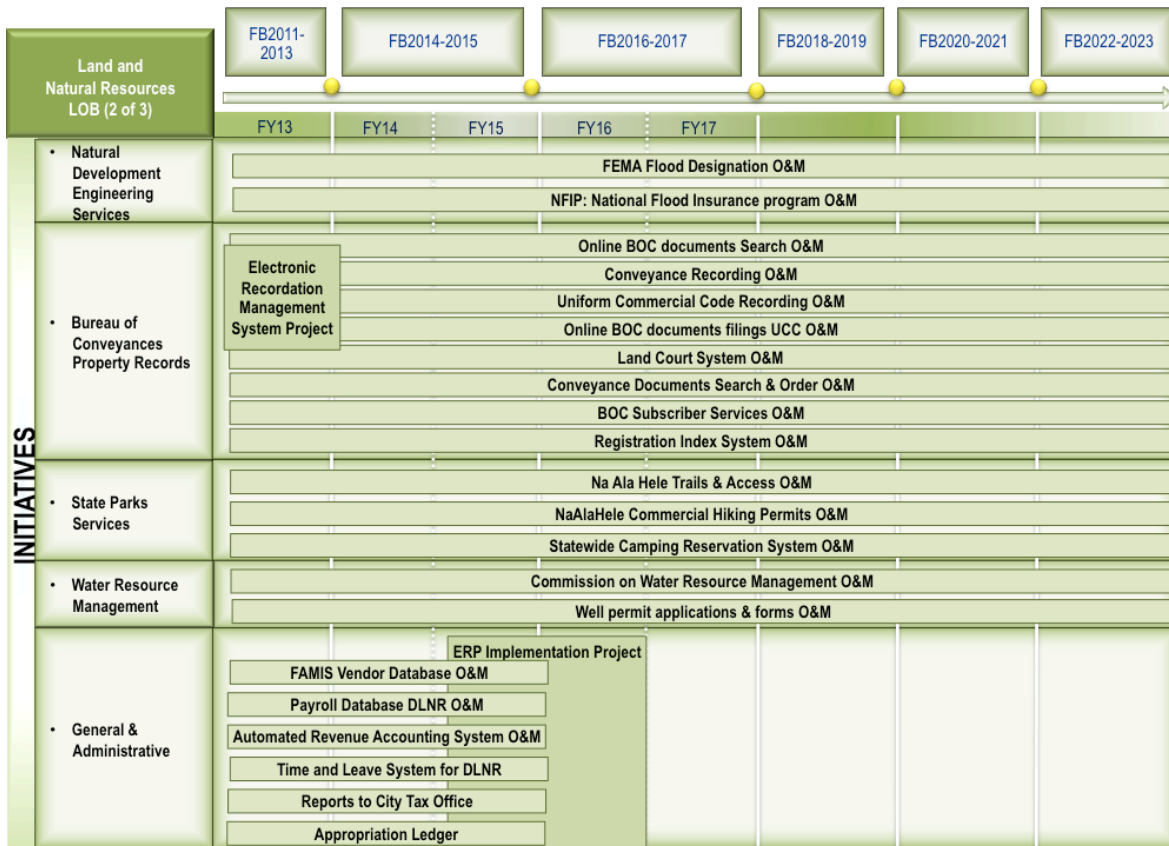 Land and
Natural Resources
LOB (2 of 3)
FB2011-
2013
FB2014-2015
FB2016-2017
FB2018-2019
FB2020-2021
FB2022-2023
FY13
FY14
FY15
FY16
FY17
INITIATIVES
• Natural
Development
Engineering
Services
FEMA Flood Designation O&M
NFIP: National Flood Insurance program O&M
• Bureau of
Conveyances
Property Records
Electronic
Recordation
Management
System Project
Online BOC documents Search O&M
Conveyance Recording O&M
Uniform Commercial Code Recording O&M
Online BOC documents filings UCC O&M
Land Court System O&M
Conveyance Documents Search & Order O&M
BOC Subscriber Services O&M
Registration Index System O&M
• State Parks
Services
Na Ala Hele Trails & Access O&M
NaAlaHele Commercial Hiking Permits O&M
Statewide Camping Reservation System O&M
• Water Resource
Management
Commission on Water Resource Management O&M
Well permit applications & forms O&M
• General &
Administrative
ERP Implementation Project
FAMIS Vendor Database O&M
Payroll Database DLNR O&M
Automated Revenue Accounting System O&M
Time and Leave System for DLNR
Reports to City Tax Office
Appropriation Ledger